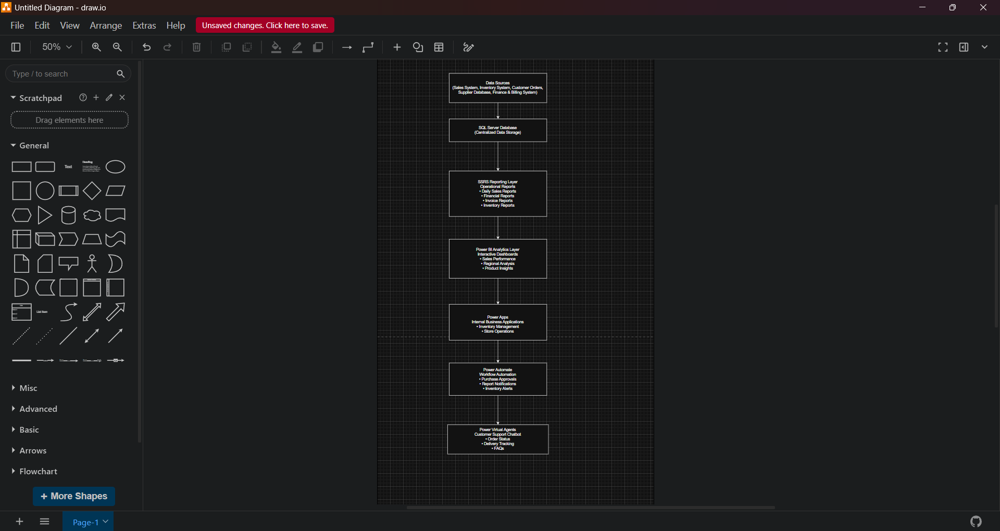 Untitled Diagram - draw.io
File Edit View Arrange Extras Help Unsaved changes. Click here to save.
50%
Type / to search
Scratchpad
Drag elements here
General
Text
Heading
List Item
Misc
Advanced
Basic
Arrows
Flowchart
+ More Shapes
Page-1
Data Sources
(Sales System, Inventory System, Customer Orders,
Supplier Database, Finance & Billing System)
SQL Server Database
(Centralized Data Storage)
SSRS Reporting Layer
Operational Reports
• Daily Sales Reports
• Financial Reports
• Invoice Reports
• Inventory Reports
Power BI Analytics Layer
Interactive Dashboards
• Sales Performance
• Regional Analysis
• Product Insights
Power Apps
Internal Business Applications
• Inventory Management
• Store Operations
Power Automate
Workflow Automation
• Purchase Approvals
• Report Notifications
• Inventory Alerts
Power Virtual Agents
Customer Support Chatbot
• Order Status
• Delivery Tracking
• FAQs